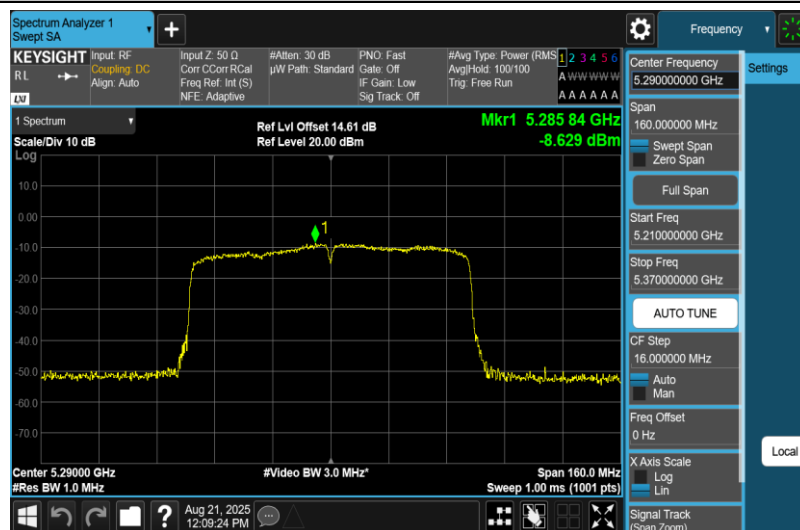 Spectrum Analyzer 1
Swept SA
Frequency
KEYSIGHT
RL
LXI
Input: RF
Coupling: DC
Align: Auto
Input Z: 50 Ω
Corr CCorr RCal
Freq Ref: Int (S)
NFE: Adaptive
#Atten: 30 dB
µW Path: Standard
PNO: Fast
Gate: Off
IF Gain: Low
Sig Track: Off
#Avg Type: Power (RMS
Avg|Hold: 100/100
Trig: Free Run
1 2 3 4 5 6
A W W W W W
A A A A A A
1 Spectrum
Scale/Div 10 dB
Log
Ref Lvl Offset 14.61 dB
Ref Level 20.00 dBm
Mkr1 5.285 84 GHz
-8.629 dBm
10.0
0.00
-10.0
-20.0
-30.0
-40.0
-50.0
-60.0
-70.0
1
Center 5.29000 GHz
#Res BW 1.0 MHz
#Video BW 3.0 MHz*
Span 160.0 MHz
Sweep 1.00 ms (1001 pts)
Aug 21, 2025
12:09:24 PM
Center Frequency
5.290000000 GHz
Span
160.000000 MHz
Swept Span
Zero Span
Full Span
Start Freq
5.210000000 GHz
Stop Freq
5.370000000 GHz
AUTO TUNE
CF Step
16.000000 MHz
Auto
Man
Freq Offset
0 Hz
X Axis Scale
Log
Lin
Signal Track
(Span Zoom)
Settings
Local